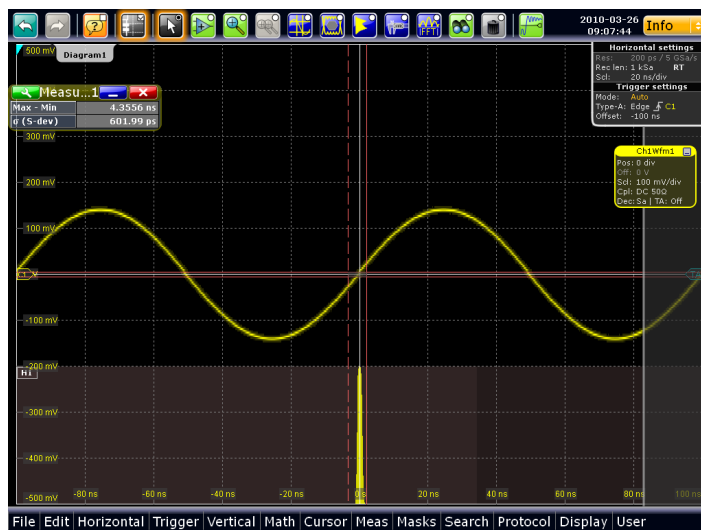 2010-03-26
09:07:44
Info
500 mV
Diagram1
Measu...1
Max - Min 4.3556 ns
σ (S-dev) 601.99 ps
300 mV
200 mV
100 mV
C1
V
-100 mV
-200 mV
H1
-300 mV
-400 mV
-500 mV
-80 ns
-60 ns
-40 ns
-20 ns
0 s
20 ns
40 ns
60 ns
80 ns
100 ns
Horizontal settings
Res: 200 ps / 5 GSa/s
Rec len: 1 kSa RT
Scl: 20 ns/div
Trigger settings
Mode: Auto
Type-A: Edge C1
Offset: -100 ns
Ch1Wfm1
Pos: 0 div
Off: 0 V
Scl: 100 mV/div
Cpl: DC 50Ω
Dec: Sa | TA: Off
File Edit Horizontal Trigger Vertical Math Cursor Meas Masks Search Protocol Display User